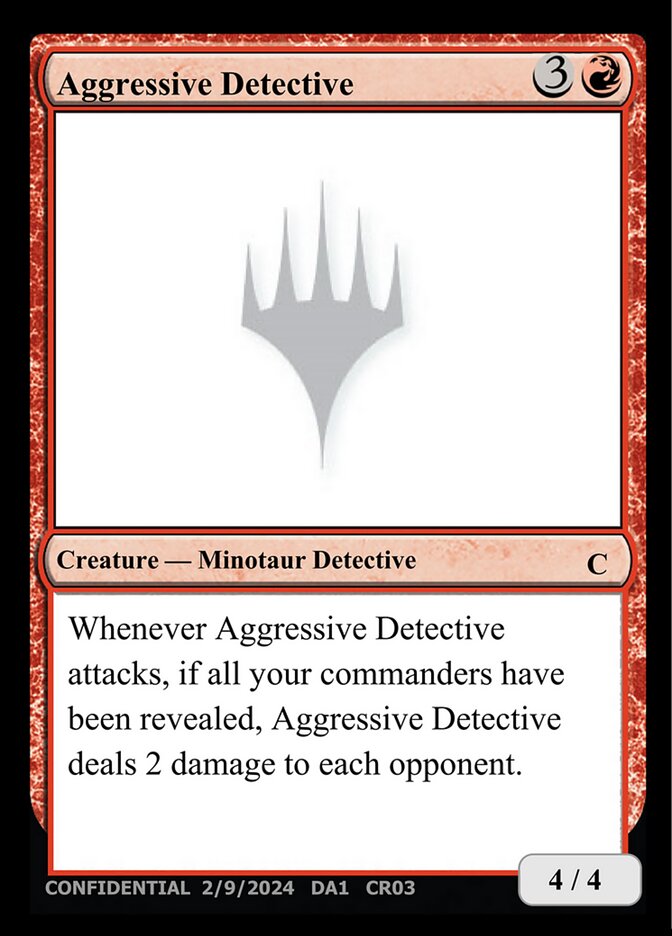 Aggressive Detective 3
Creature — Minotaur Detective C
Whenever Aggressive Detective
attacks, if all your commanders have
been revealed, Aggressive Detective
deals 2 damage to each opponent.
4 / 4
CONFIDENTIAL 2/9/2024 DA1 CR03